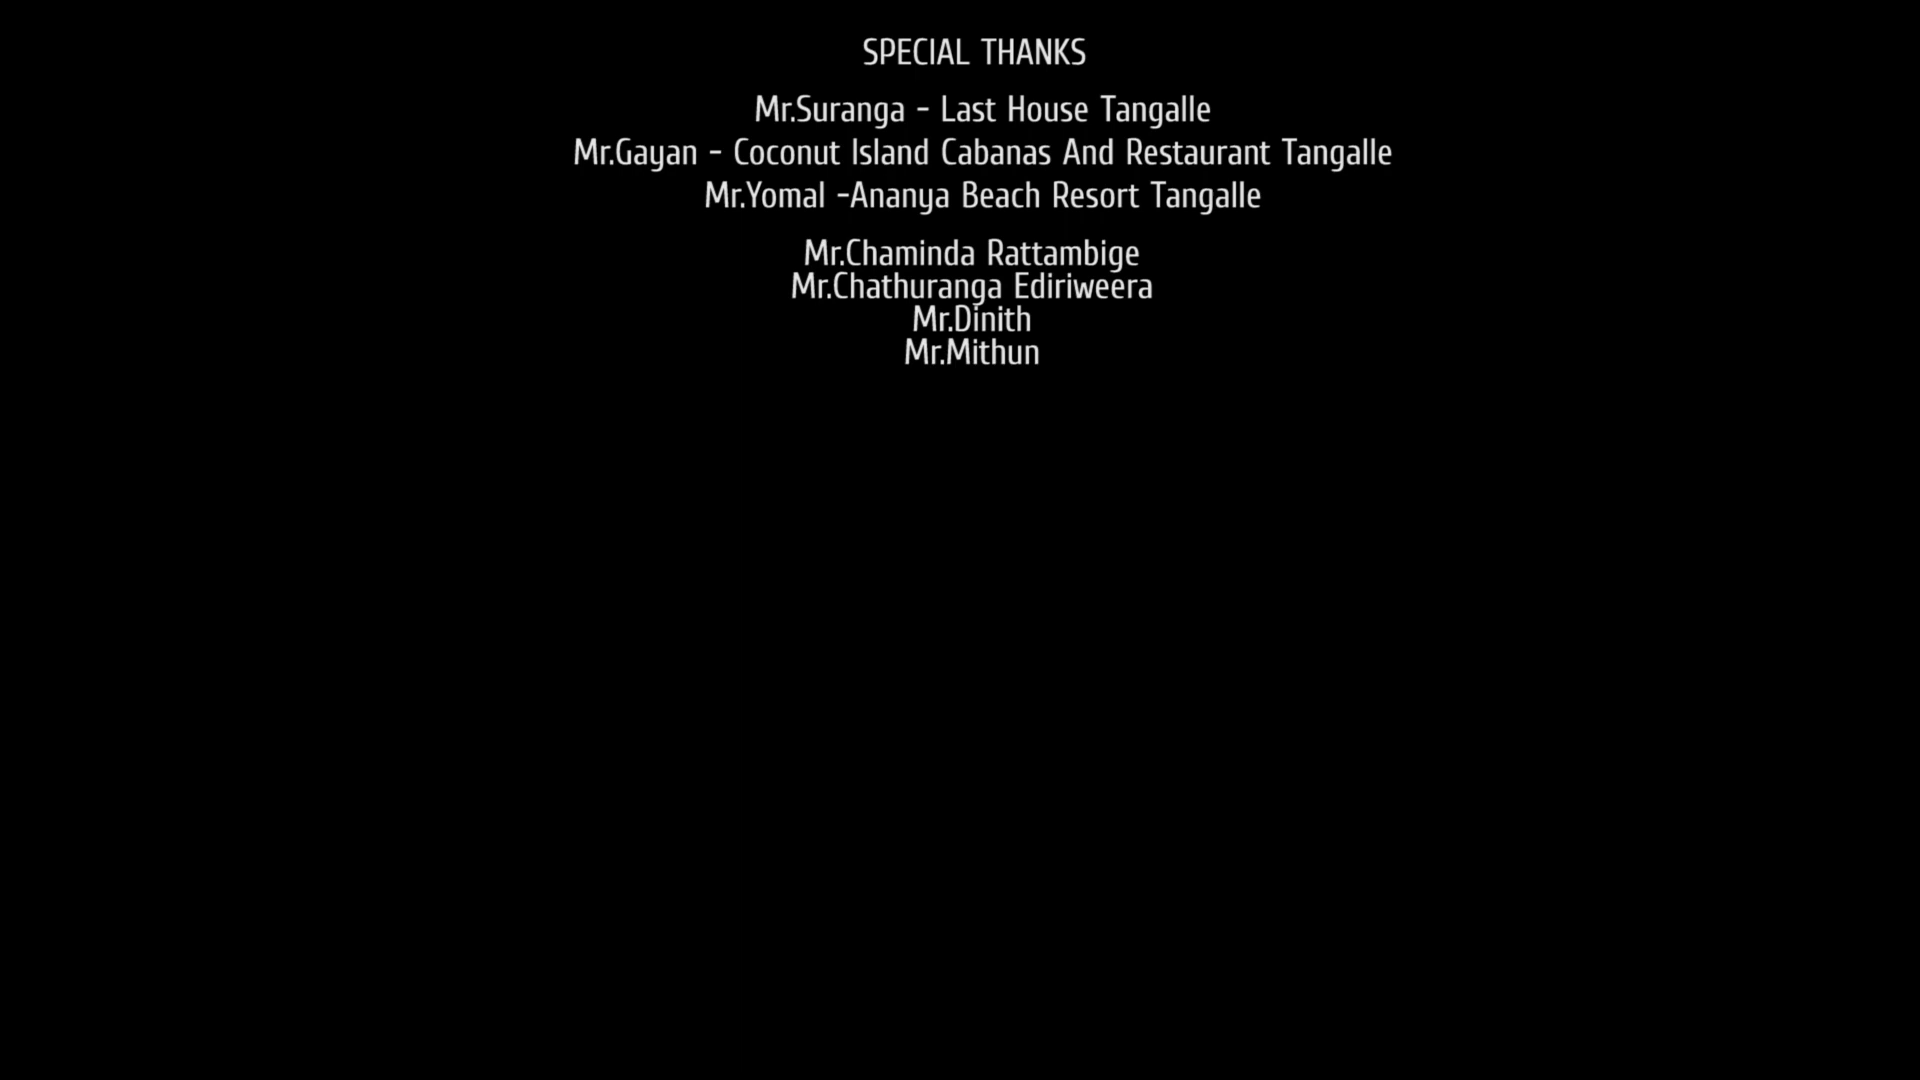 SPECIAL THANKS
Mr.Suranga - Last House Tangalle
Mr.Gayan - Coconut Island Cabanas And Restaurant Tangalle
Mr.Yomal -Ananya Beach Resort Tangalle
Mr.Chaminda Rattambige
Mr.Chathuranga Ediriweera
Mr.Dinith
Mr.Mithun